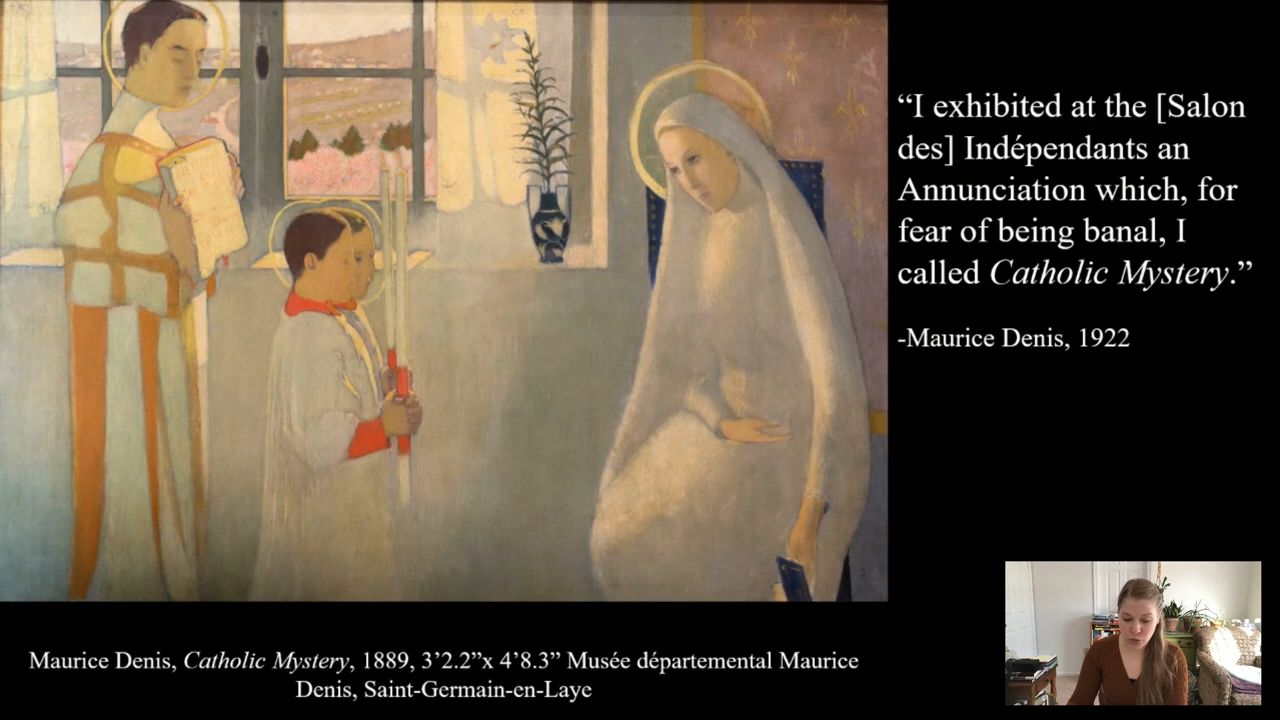 “I exhibited at the [Salon
des] Indépendants an
Annunciation which, for
fear of being banal, I
called Catholic Mystery.”
-Maurice Denis, 1922
Maurice Denis, Catholic Mystery, 1889, 3’2.2”x 4’8.3” Musée départemental Maurice
Denis, Saint-Germain-en-Laye